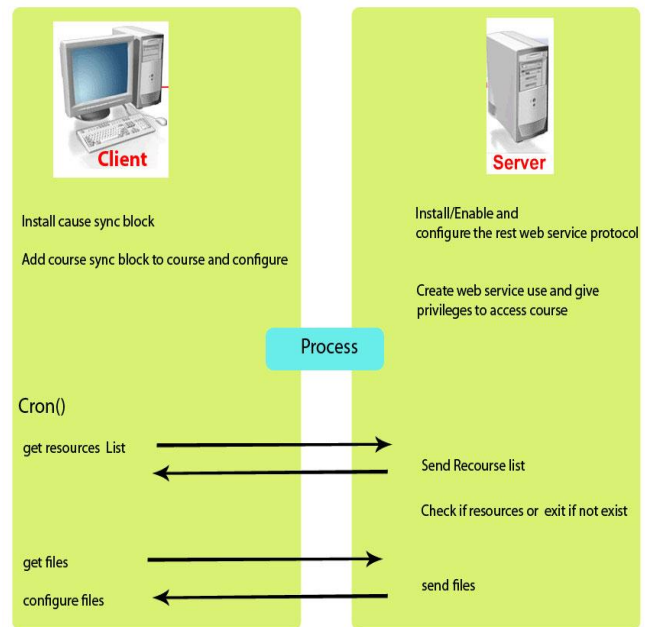 Client
Server
Install cause sync block
Add course sync block to course and configure
Install/Enable and
configure the rest web service protocol
Create web service use and give
privileges to access course
Process
Cron()
get resources List
Send Recourse list
Check if resources or exit if not exist
get files
send files
configure files